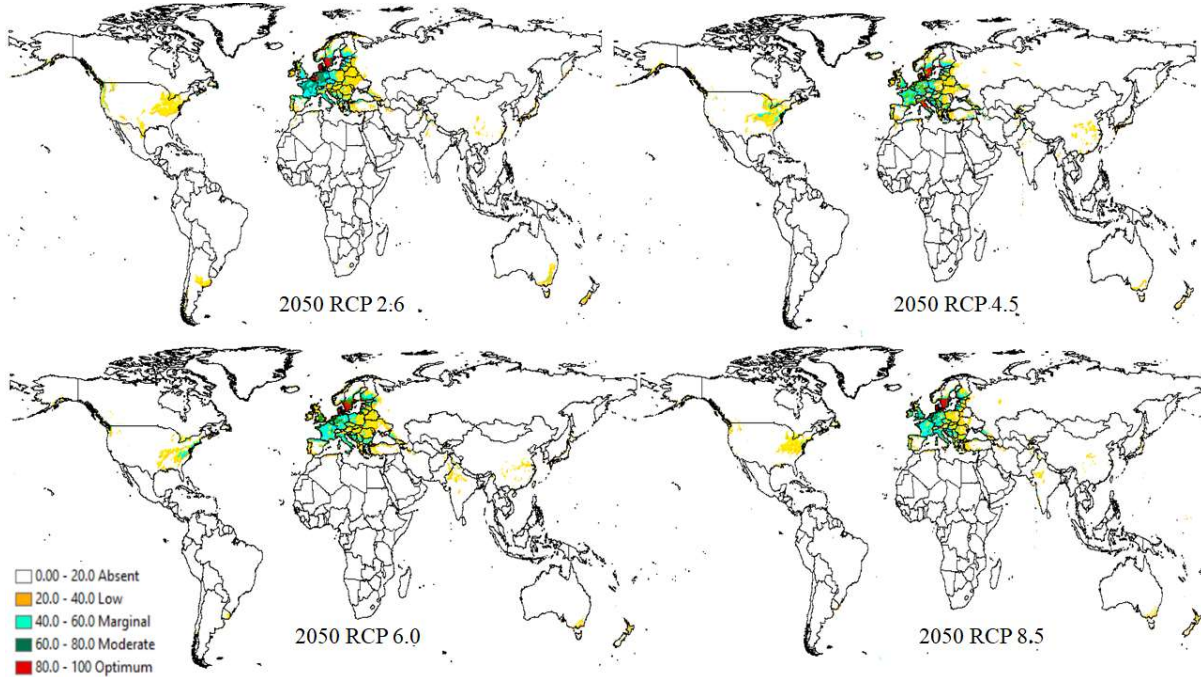 2050 RCP 2:6
2050 RCP 4.5
2050 RCP 6.0
2050 RCP 8.5
0.00 - 20.0 Absent
20.0 - 40.0 Low
40.0 - 60.0 Marginal
60.0 - 80.0 Moderate
80.0 - 100 Optimum